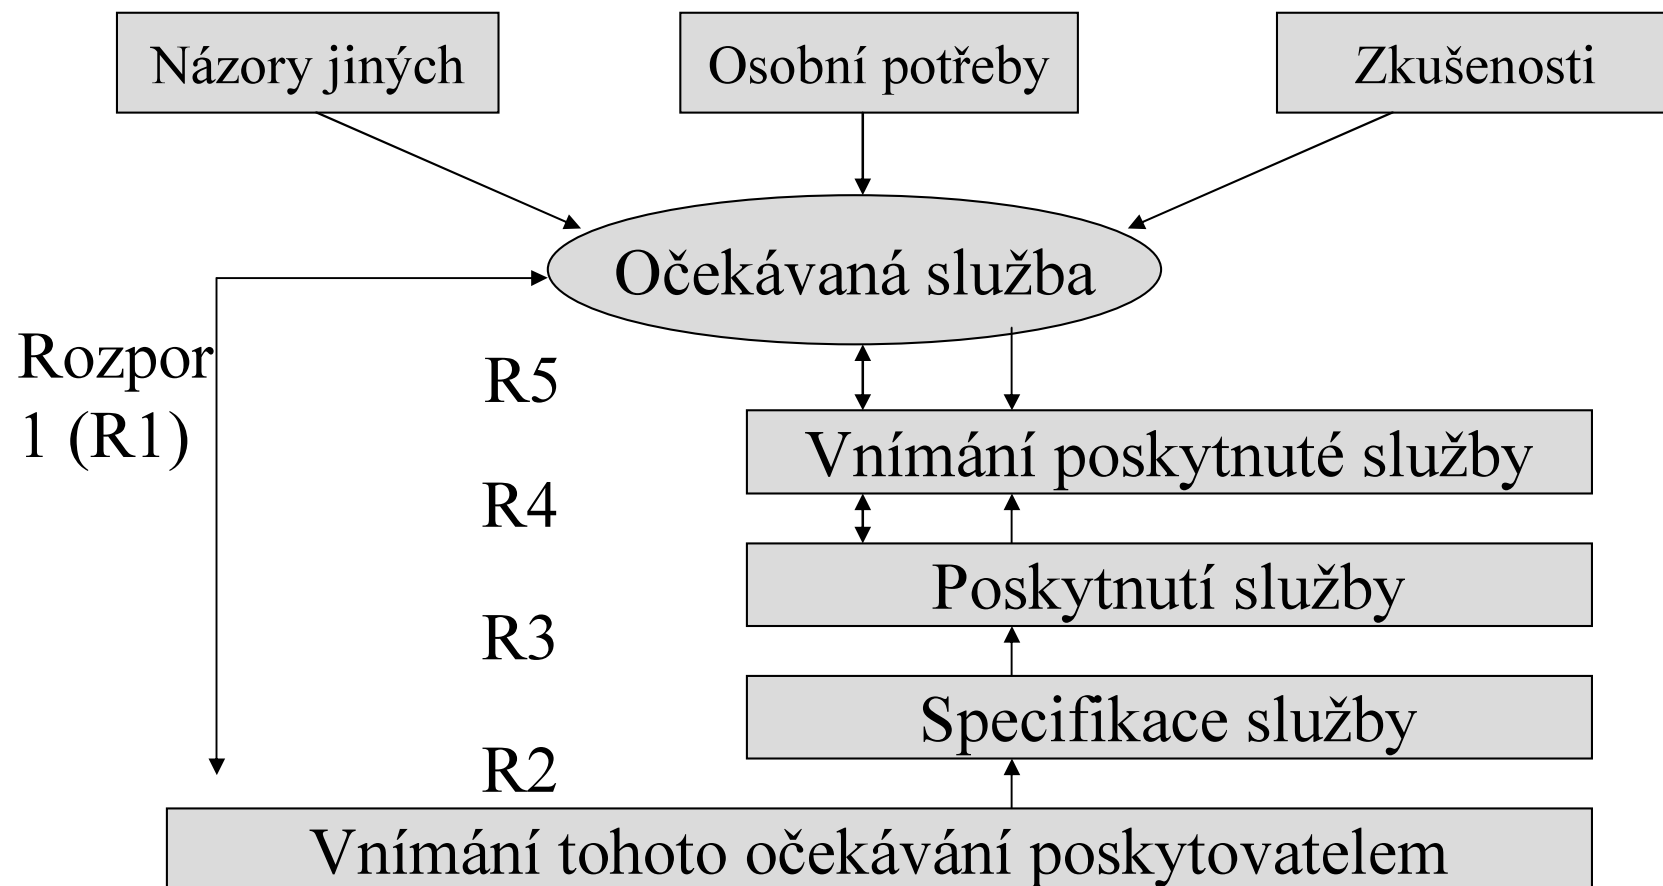 Názory jiných
Osobní potřeby
Zkušenosti
Očekávaná služba
Rozpor
1 (R1)
R5
Vnímání poskytnuté služby
R4
Poskytnutí služby
R3
Specifikace služby
R2
Vnímání tohoto očekávání poskytovatelem